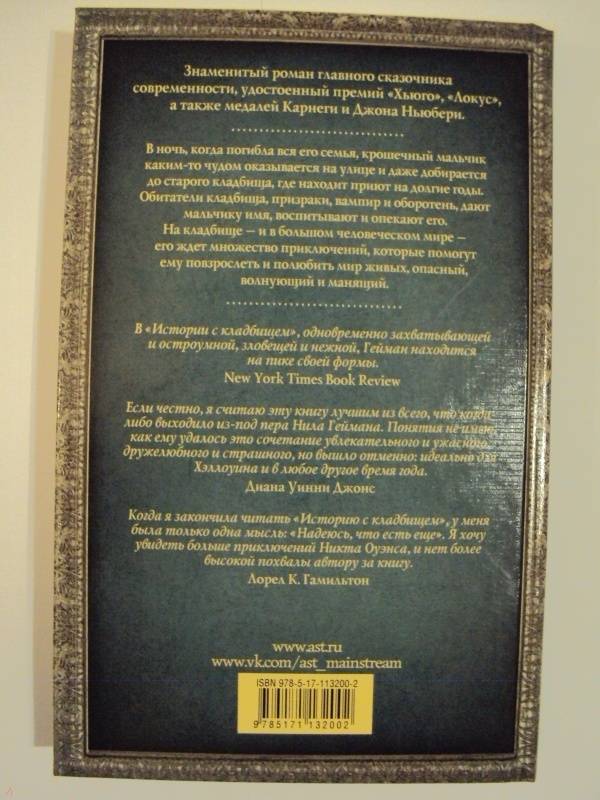 Знаменитый роман главного сказочника
современности, удостоенный премий «Хьюго», «Локус»,
а также медалей Карнеги и Джона Ньюбери.
В ночь, когда погибла вся его семья, крошечный мальчик
каким-то чудом оказывается на улице и даже добирается
до старого кладбища, где находит приют на долгие годы.
Обитатели кладбища, призраки, вампир и оборотень, дают
мальчику имя, воспитывают и опекают его.
На кладбище — и в большом человеческом мире —
его ждет множество приключений, которые помогут
ему повзрослеть и полюбить мир живых, опасный,
волнующий и манящий.
В «Истории с кладбищем», одновременно захватывающей
и остроумной, зловещей и нежной, Гейман находится
на пике своей формы.
New York Times Book Review
Если честно, я считаю эту книгу лучшим из всего, что когда-
либо выходило из-под пера Нила Геймана. Понятия не имею,
как ему удалось это сочетание увлекательного и ужасного,
дружелюбного и страшного, но вышло отменно: идеально для
Хэллоуина и в любое другое время года.
Диана Уинни Джонс
Когда я закончила читать «Историю с кладбищем», у меня
была только одна мысль: «Надеюсь, что есть еще». Я хочу
увидеть больше приключений Никта Оуэнса, и нет более
высокой похвалы автору за книгу.
Лорел К. Гамильтон
www.ast.ru
www.vk.com/ast_mainstream
ISBN 978-5-17-113200-2
9 785171 132002